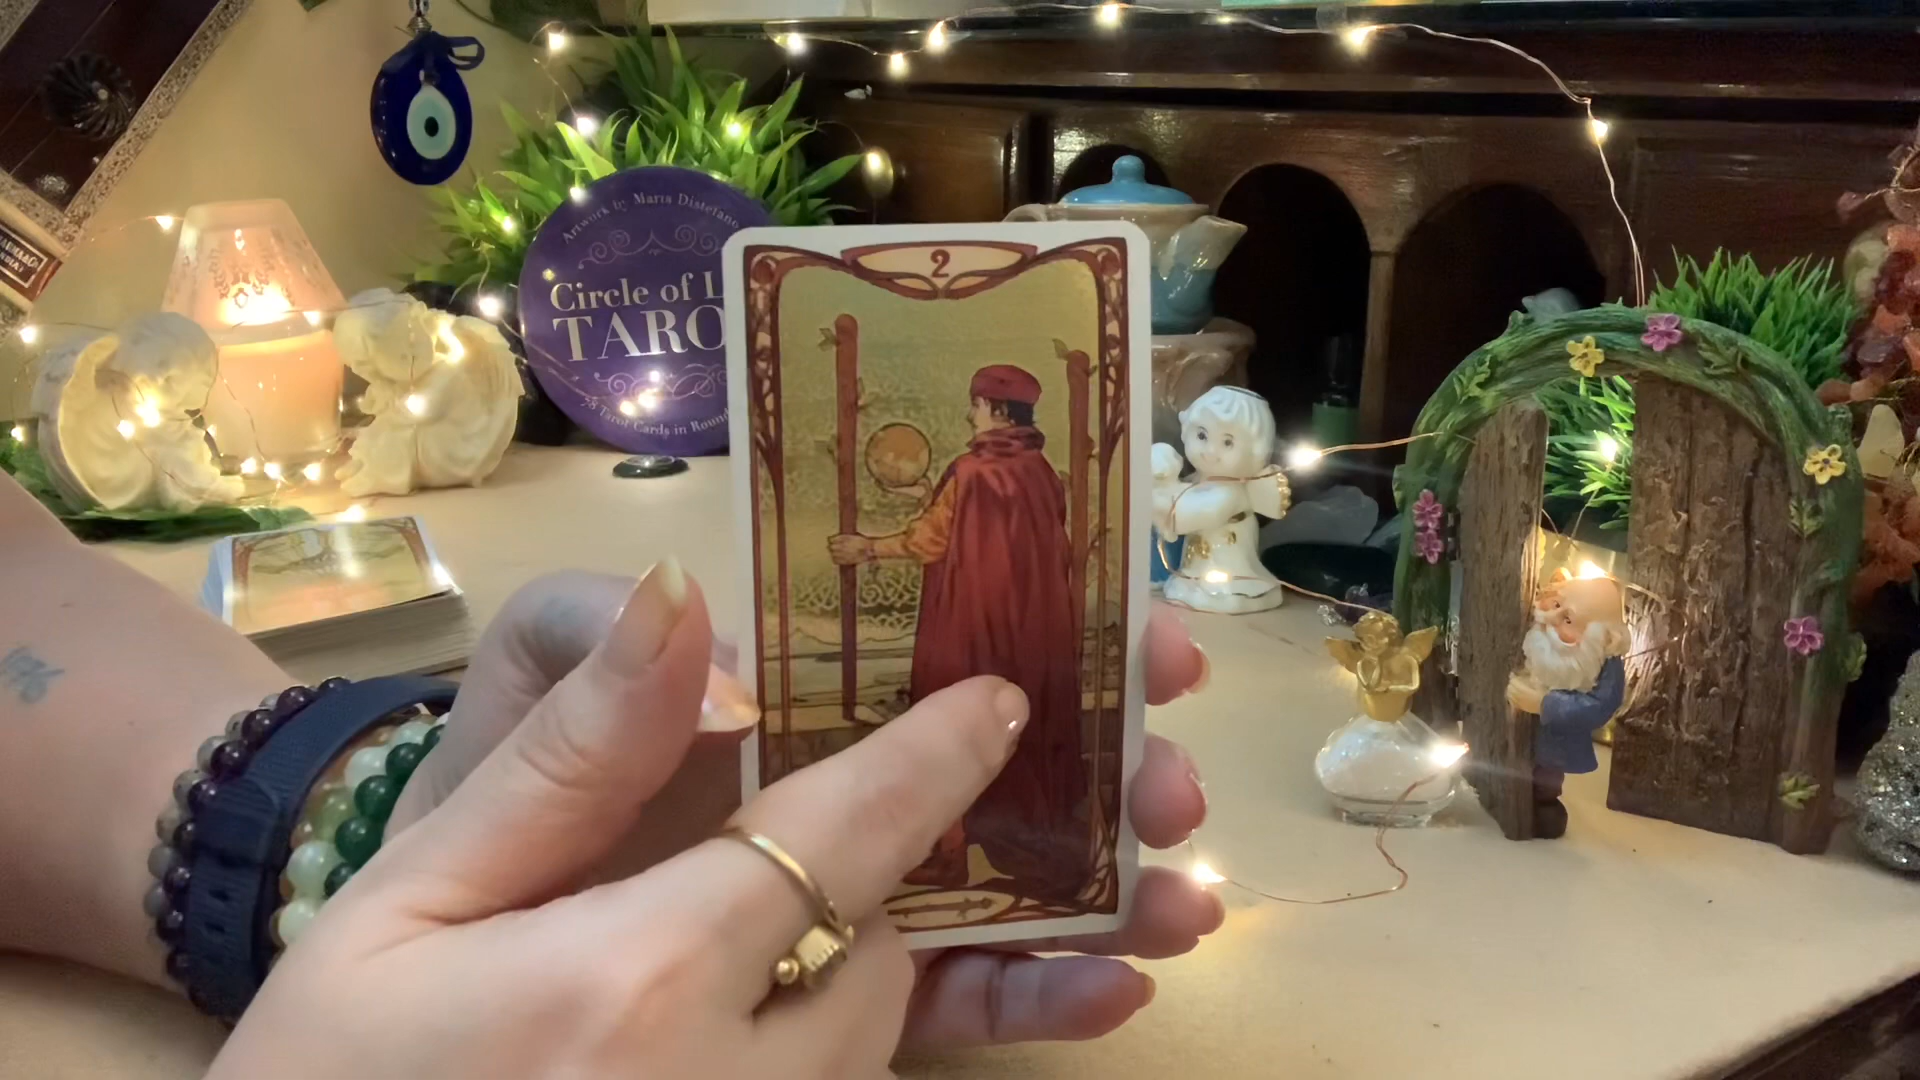 Artwork by Maria Distefano
Circle of L
TARO
78 Tarot Cards in Round
2